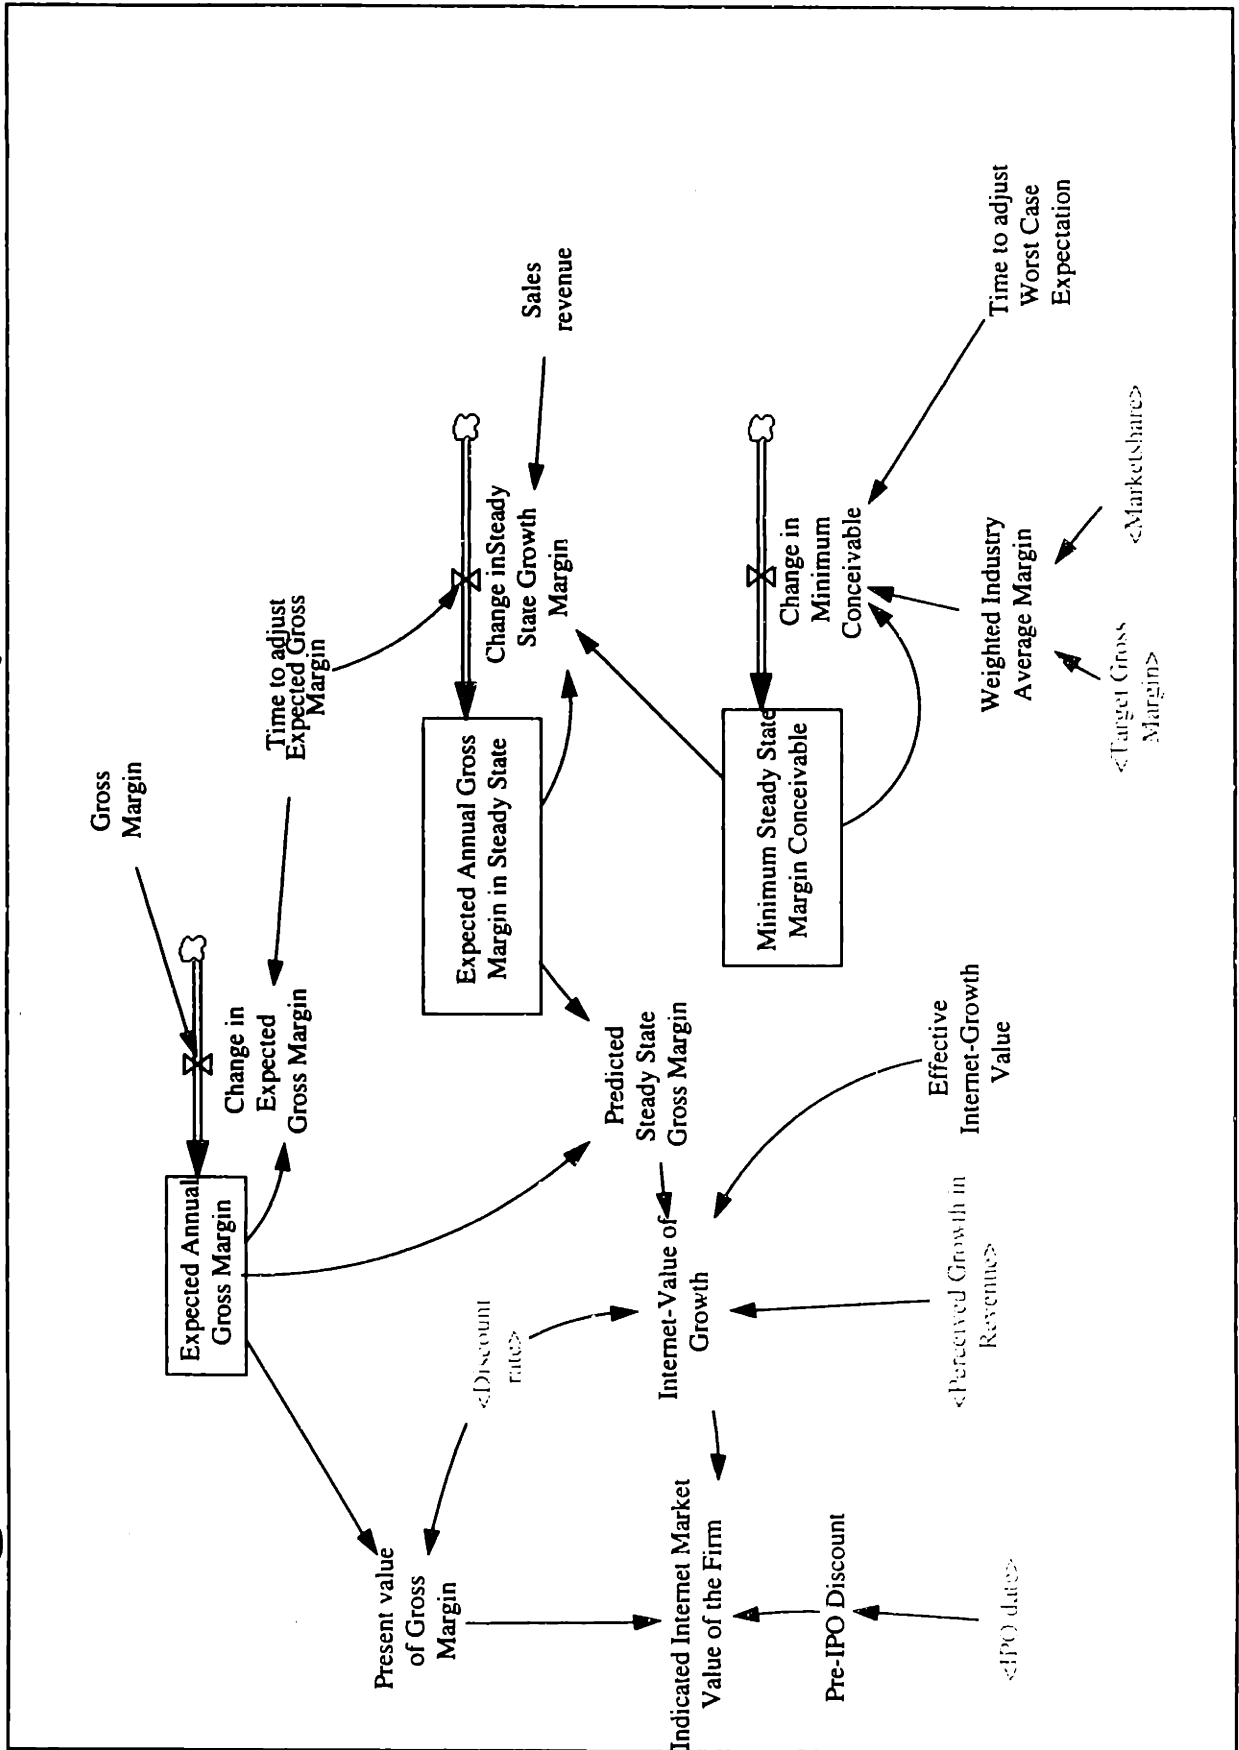 Gross
Margin
Time to adjust
Expected Gross
Margin
Expected Annual
Gross Margin
Change in
Expected
Gross Margin
Sales
revenue
Change inSteady
State Growth
Margin
Expected Annual Gross
Margin in Steady State
Present value
of Gross
Margin
<Discount
rate>
Predicted
Steady State
Gross Margin
Minimum Steady State
Margin Conceivable
Change in
Minimum
Conceivable
Time to adjust
Worst Case
Expectation
Indicated Internet Market
Value of the Firm
Internet-Value of
Growth
Effective
Internet-Growth
Value
Weighted Industry
Average Margin
<Marketshare>
Pre-IPO Discount
<Perceived Growth in
Revenue>
<Target Gross
Margin>
<IPO date>